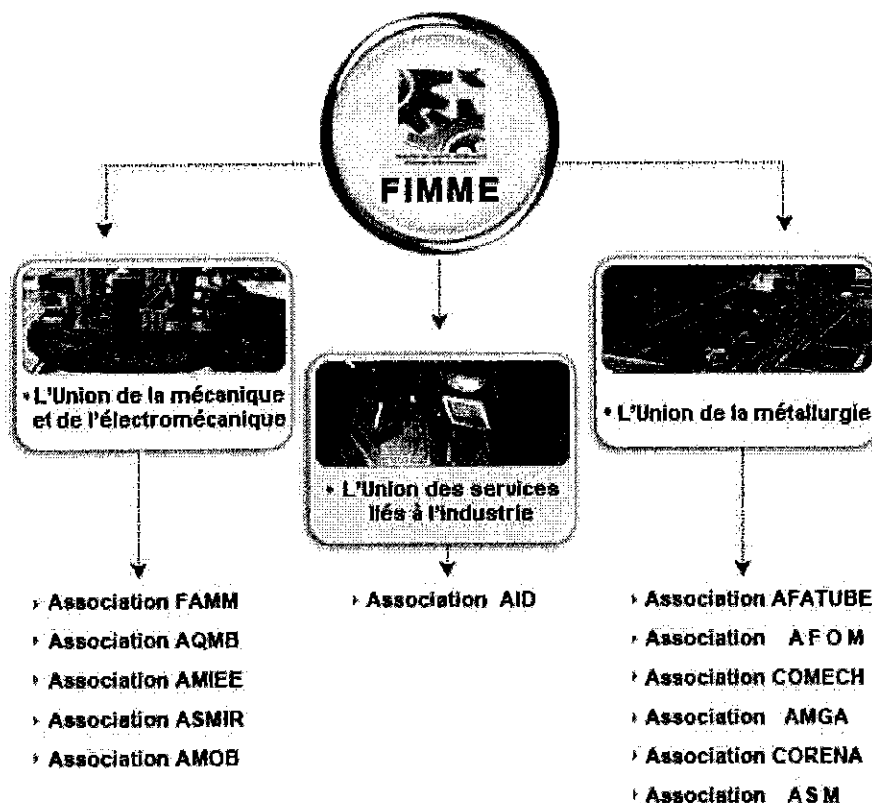 FIMME
• L'Union de la mécanique
et de l'électromécanique
• L'Union des services
liés à l'industrie
• L'Union de la métallurgie
Association FAMM
Association AQMB
Association AMIEE
Association ASMIR
Association AMOB
Association AID
Association AFATUBE
Association AFOM
Association COMECH
Association AMGA
Association CORENA
Association ASM